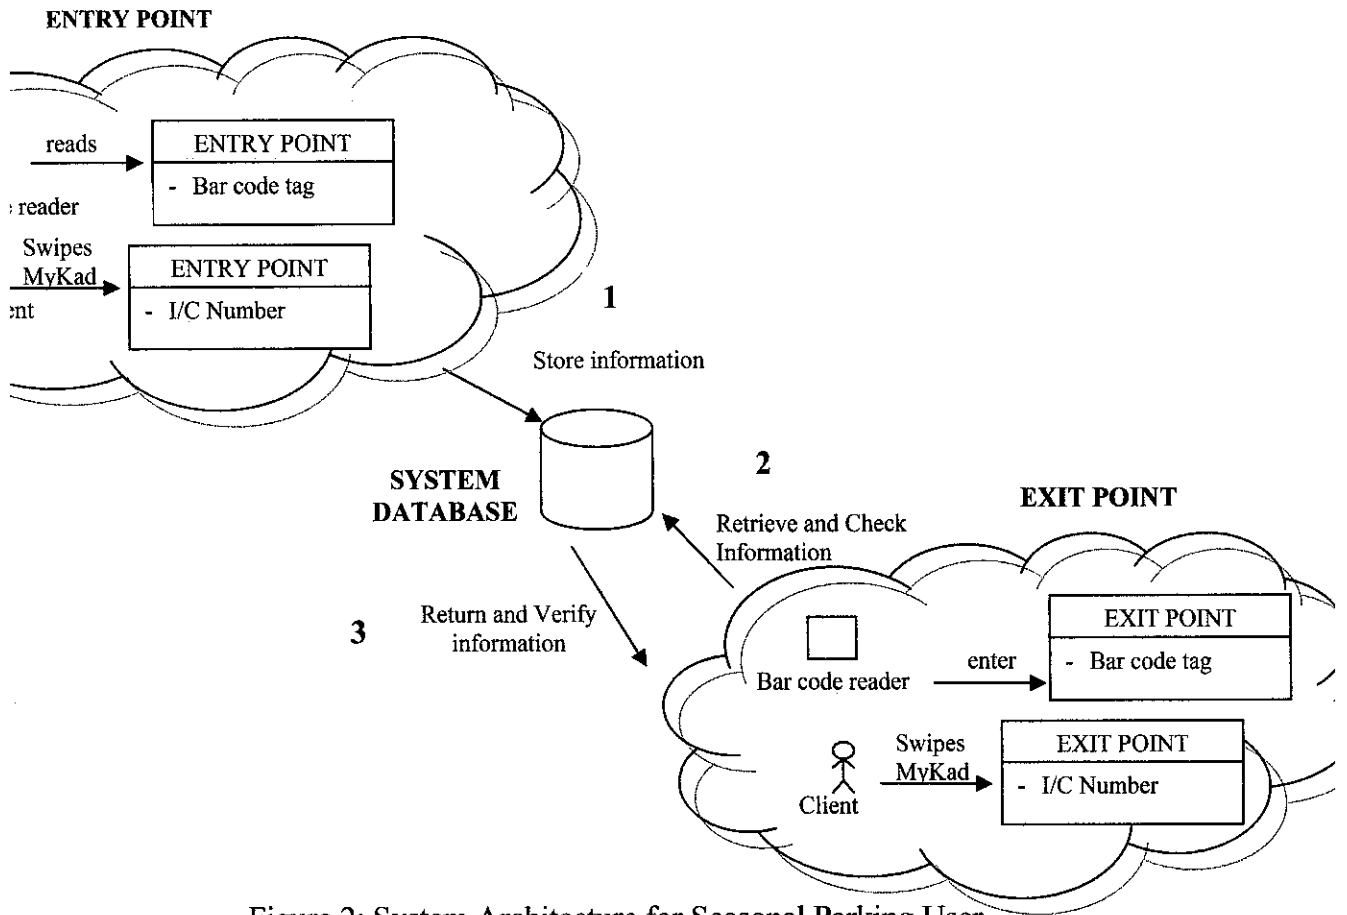 ENTRY POINT
reads
ENTRY POINT
- Bar code tag
reader
Swipes
MyKad
ENTRY POINT
- I/C Number
1
Store information
SYSTEM
DATABASE
2
Retrieve and Check
Information
EXIT POINT
3
Return and Verify
information
EXIT POINT
- Bar code tag
enter
Bar code reader
Swipes
MyKad
EXIT POINT
- I/C Number
Client
Figure 2: System Architecture for Seasonal Parking User